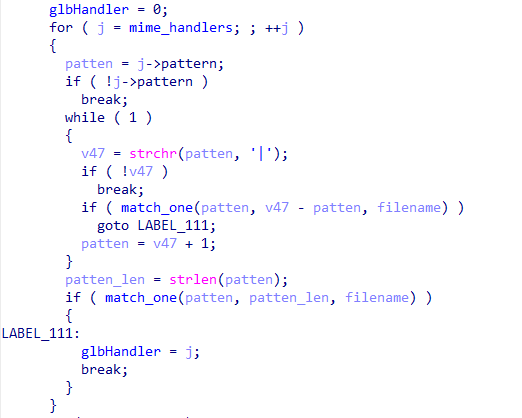 glbHandler = 0;
for ( j = mime_handlers; ; ++j )
{
patten = j->pattern;
if ( !j->pattern )
break;
while ( 1 )
{
v47 = strchr(patten, '|');
if ( !v47 )
break;
if ( match_one(patten, v47 - patten, filename) )
goto LABEL_111;
patten = v47 + 1;
}
patten_len = strlen(patten);
if ( match_one(patten, patten_len, filename) )
{
LABEL_111:
glbHandler = j;
break;
}
}